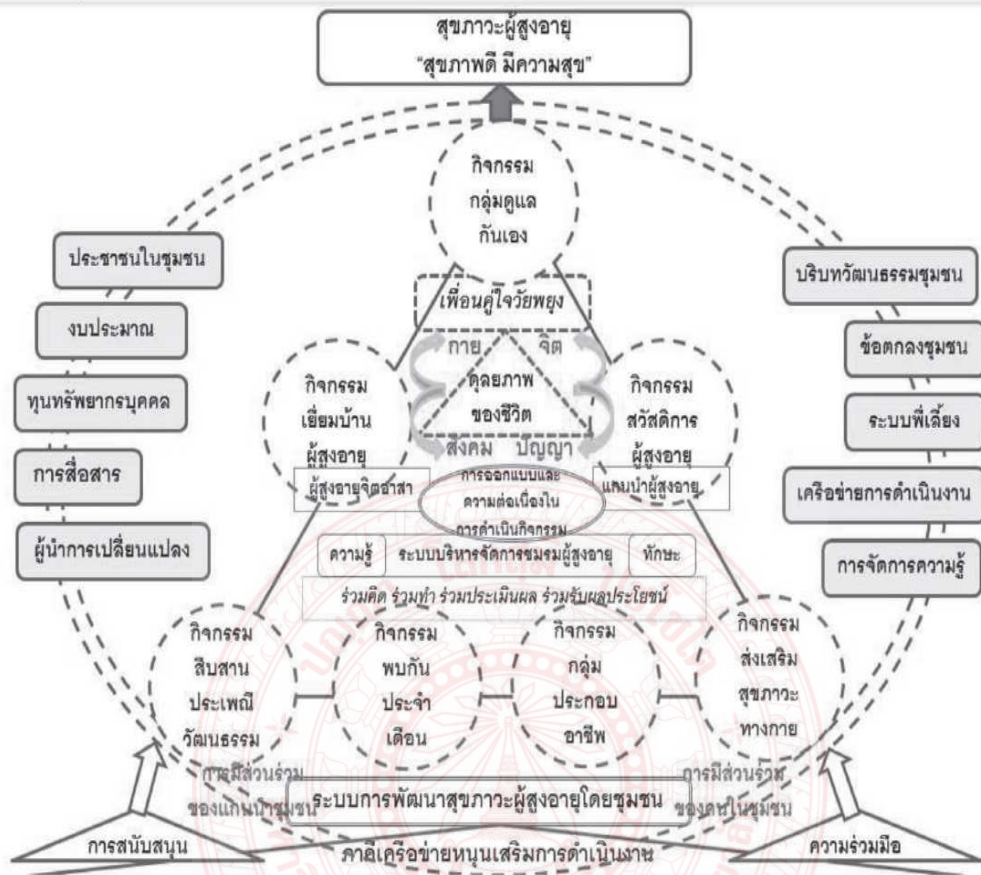 สุขภาวะผู้สูงอายุ
“สุขภาพดี มีความสุข”
กิจกรรม
กลุ่มดูแล
กันเอง
ประชาชนในชุมชน
งบประมาณ
ทุนทรัพยากรบุคคล
การสื่อสาร
ผู้นำการเปลี่ยนแปลง
บริบทวัฒนธรรมชุมชน
ข้อตกลงชุมชน
ระบบพี่เลี้ยง
เครือข่ายการดำเนินงาน
การจัดการความรู้
เพื่อนคู่ใจวัยพยุง
กาย จิต
ดุลยภาพ
ของชีวิต
สังคม ปัญญา
กิจกรรม
เยี่ยมบ้าน
ผู้สูงอายุ
ผู้สูงอายุจิตอาสา
กิจกรรม
สวัสดิการ
ผู้สูงอายุ
แกนนำผู้สูงอายุ
การออกแบบและ
ความต่อเนื่องใน
การดำเนินกิจกรรม
ความรู้ ระบบบริหารจัดการชมรมผู้สูงอายุ ทักษะ
ร่วมคิด ร่วมทำ ร่วมประเมินผล ร่วมรับผลประโยชน์
กิจกรรม
สืบสาน
ประเพณี
วัฒนธรรม
กิจกรรม
พบกัน
ประจำ
เดือน
กิจกรรม
กลุ่ม
ประกอบ
อาชีพ
กิจกรรม
ส่งเสริม
สุขภาวะ
ทางกาย
การมีส่วนร่วม
ของแกนนำชุมชน
ระบบการพัฒนาสุขภาวะผู้สูงอายุโดยชุมชน
การมีส่วนร่วม
ของคนในชุมชน
การสนับสนุน
ภาคีเครือข่ายหนุนเสริมการดำเนินงาน
ความร่วมมือ